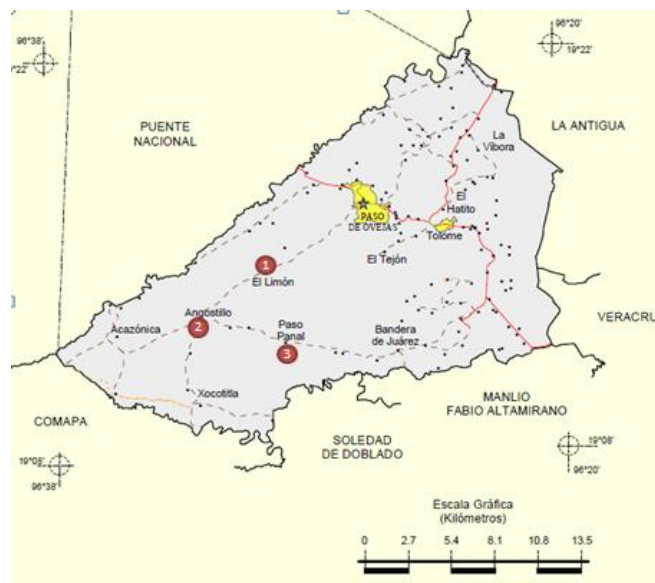 96°38'
19°22'
96°20'
19°22'
PUENTE
NACIONAL
LA ANTIGUA
La
Víbora
El
Hatito
PASO
DE OVEJAS
Tolome
El Tejón
1
El Limón
Angostillo
2
Acazónica
Paso
Panal
3
Bandera
de Juárez
VERACRU
Xocotitla
COMAPA
MANLIO
FABIO ALTAMIRANO
SOLEDAD
DE DOBLADO
19°08'
96°38'
19°08'
96°20'
Escala Gráfica
(Kilómetros)
0 2.7 5.4 8.1 10.8 13.5